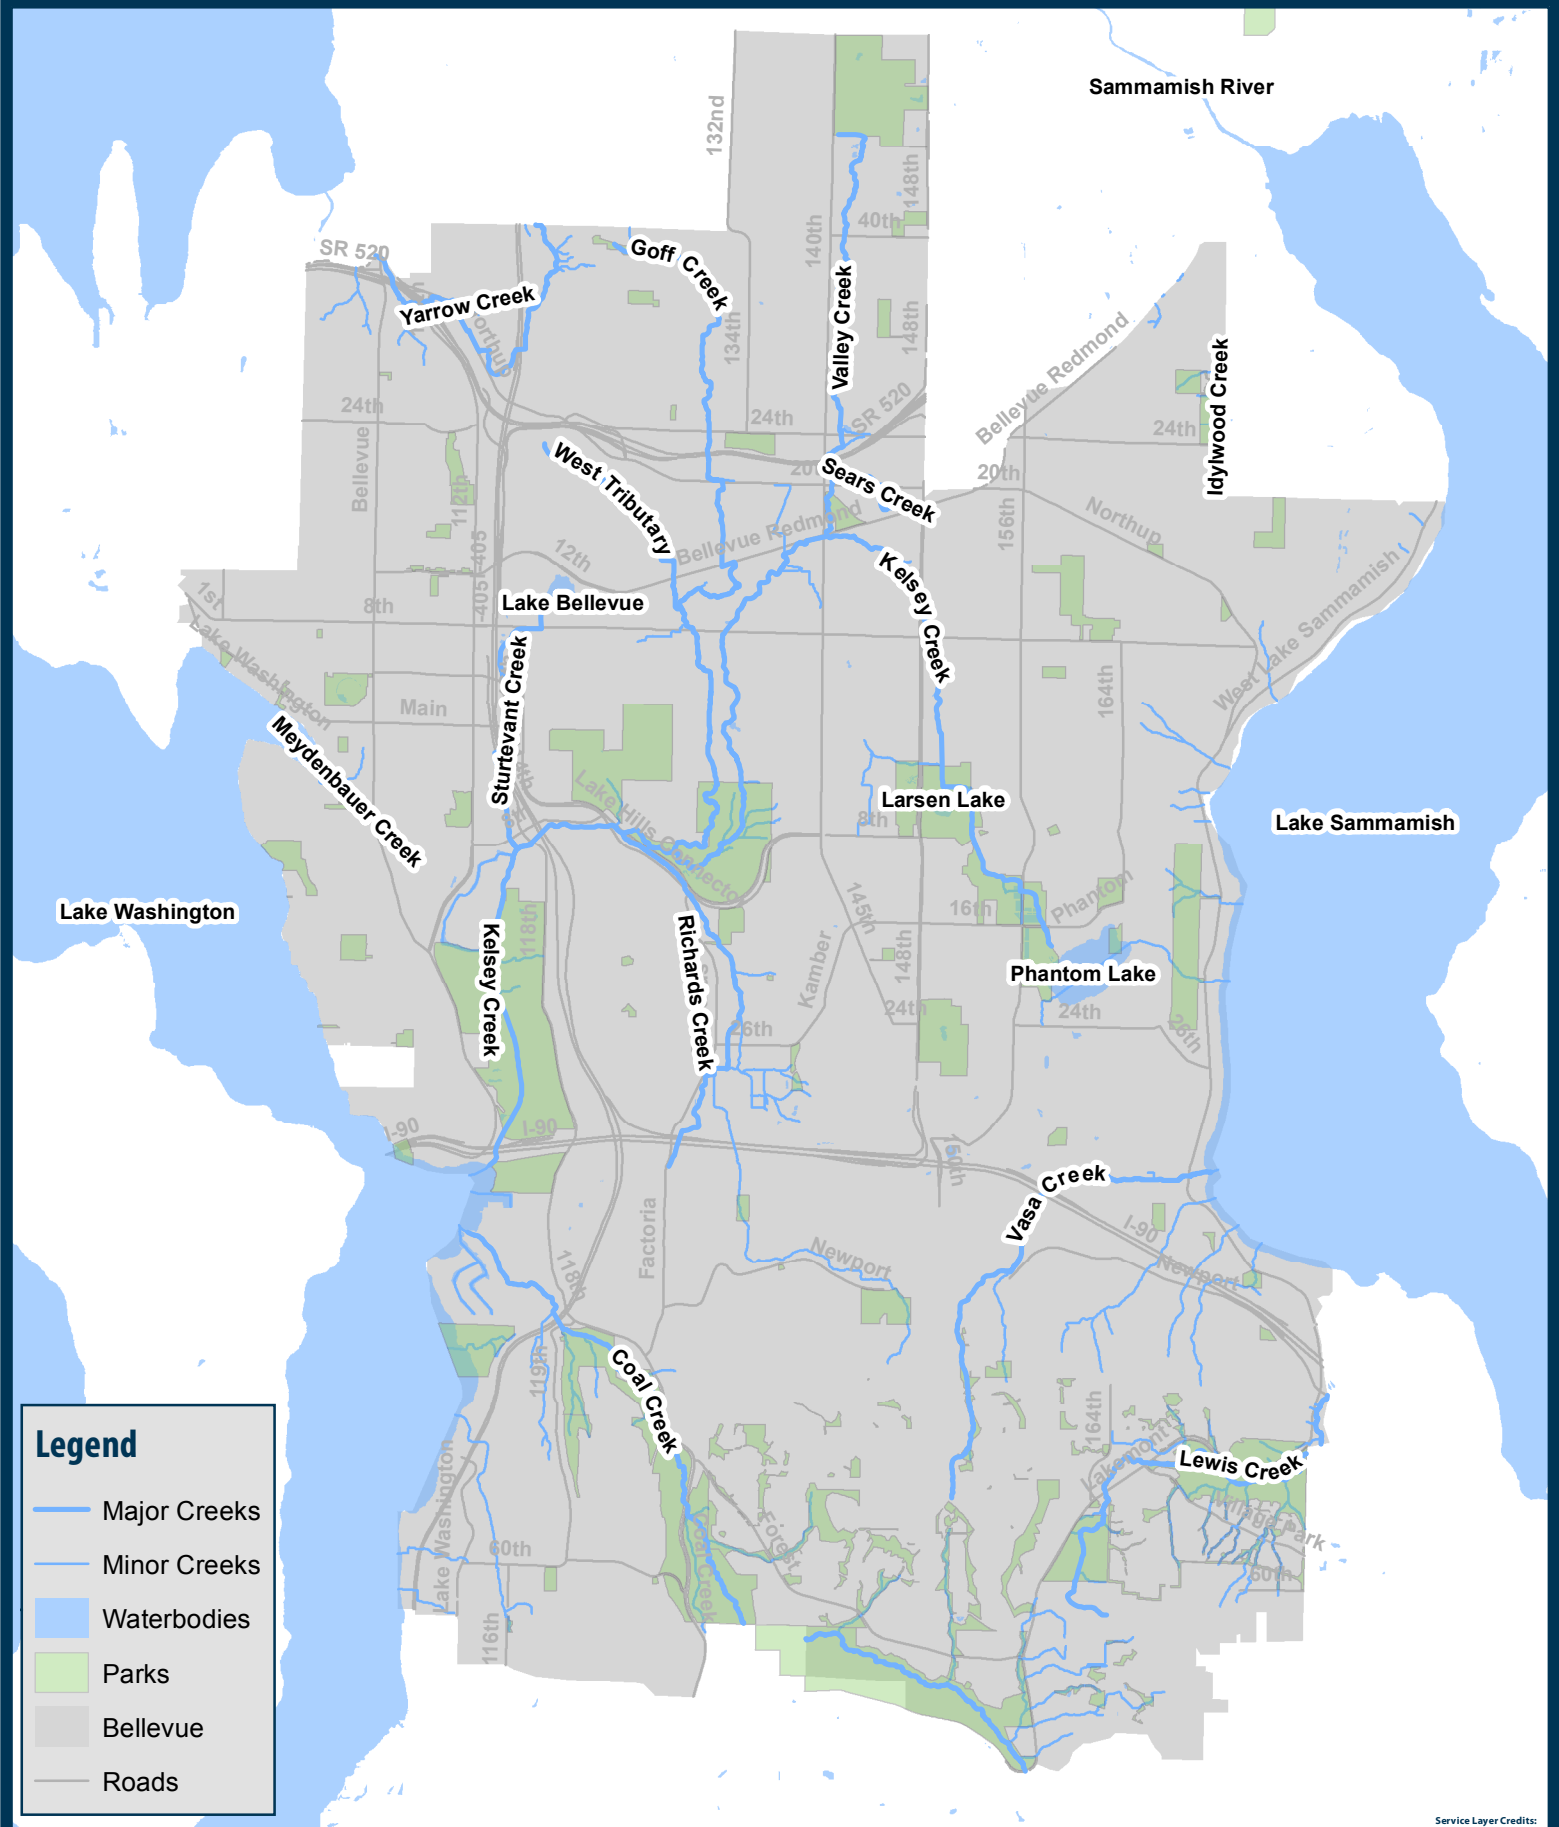 Sammamish River
132nd
148th
40th
140th
SR 520
Goff Creek
Yarrow Creek
Valley Creek
134th
148th
Bellevue Redmond
Idylwood Creek
24th
24th
SR 520
24th
Bellevue
112th
West Tributary
20th
Sears Creek
156th
Northup
Bellevue Redmond
405
I-405
12th
Kelsey Creek
West Lake Sammamish
1st
8th
Lake Bellevue
Lake Washington
Main
Sturtevant Creek
164th
Meydenbauer Creek
Lake Hills Connector
Larsen Lake
8th
Lake Sammamish
Lake Washington
118th
Kelsey Creek
Richards Creek
145th
16th
Phantom
Kamber
148th
Phantom Lake
24th
24th
26th
26th
I-90
I-90
150th
Vasa Creek
I-90
Newport
Newport
Factoria
118th
119th
Coal Creek
164th
Lakemont
Lewis Creek
Village Park
60th
Forest
Coal Creek
Lake Washington
60th
116th
Legend
Major Creeks
Minor Creeks
Waterbodies
Parks
Bellevue
Roads
Service Layer Credits: